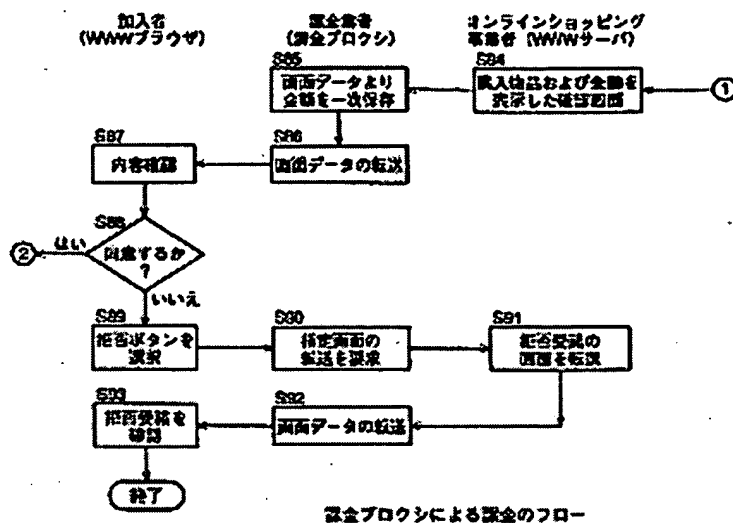 加入者
(WWWブラウザ)
課金業者
(課金プロクシ)
オンラインショッピング
事業者 (WWWサーバ)
S84
購入物品および金額を
表示した確認画面
①
S85
画面データより
金額を一次保存
S86
画面データの転送
S87
内容確認
S88
同意するか
?
はい
②
いいえ
S89
拒否ボタンを
選択
S90
指定画面の
転送を要求
S91
拒否受諾の
画面を転送
S92
画面データの転送
S93
拒否受諾を
確認
終了
課金プロクシによる課金のフロー